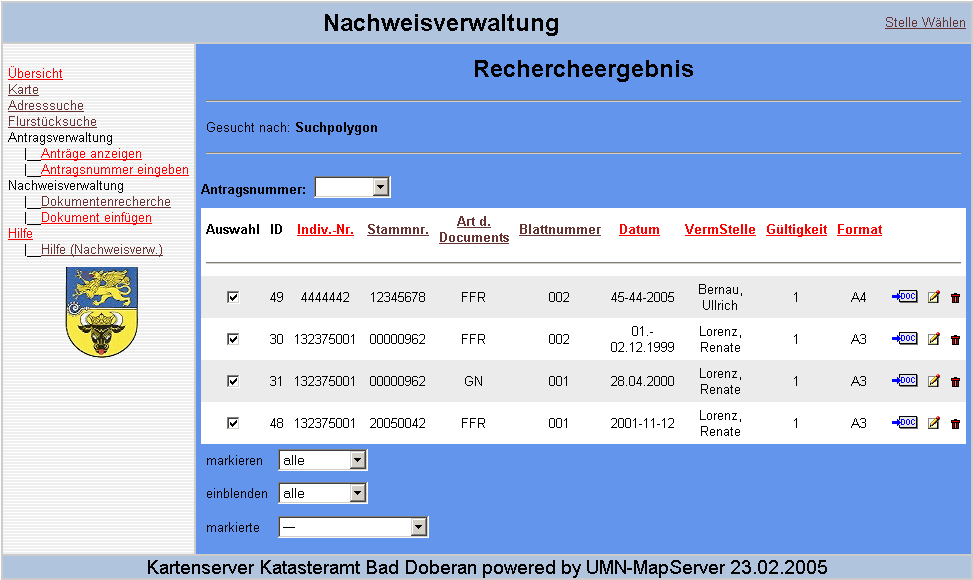 Nachweisverwaltung
Stelle Wählen
Übersicht
Karte
Adresssuche
Flurstücksuche
Antragsverwaltung
|__Anträge anzeigen
|__Antragsnummer eingeben
Nachweisverwaltung
|__Dokumentenrecherche
|__Dokument einfügen
Hilfe
|__Hilfe (Nachweisverw.)
Rechercheergebnis
Gesucht nach: Suchpolygon
Antragsnummer:
Auswahl ID Indiv.-Nr. Stammnr. Art d. Documents Blattnummer Datum VermStelle Gültigkeit Format
49 4444442 12345678 FFR 002 45-44-2005 Bernau, Ullrich 1 A4 DOC
30 132375001 00000962 FFR 002 01.-02.12.1999 Lorenz, Renate 1 A3 DOC
31 132375001 00000962 GN 001 28.04.2000 Lorenz, Renate 1 A3 DOC
48 132375001 20050042 FFR 001 2001-11-12 Lorenz, Renate 1 A3 DOC
markieren alle
einblenden alle
markierte —
Kartenserver Katasteramt Bad Doberan powered by UMN-MapServer 23.02.2005